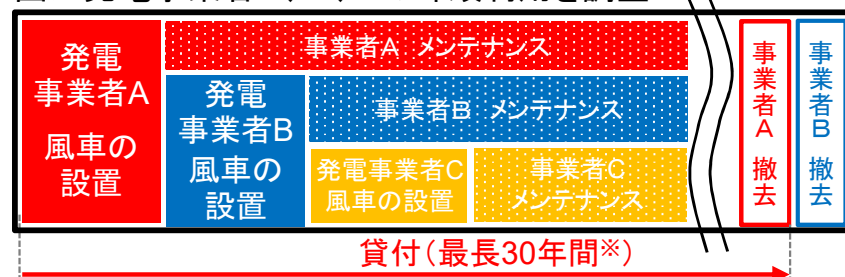 発電
事業者A
風車の
設置
事業者A メンテナンス
発電
事業者B
風車の
設置
事業者B メンテナンス
発電事業者C
風車の設置
事業者C
メンテナンス
事業者A 撤去
事業者B 撤去
貸付(最長30年間※)